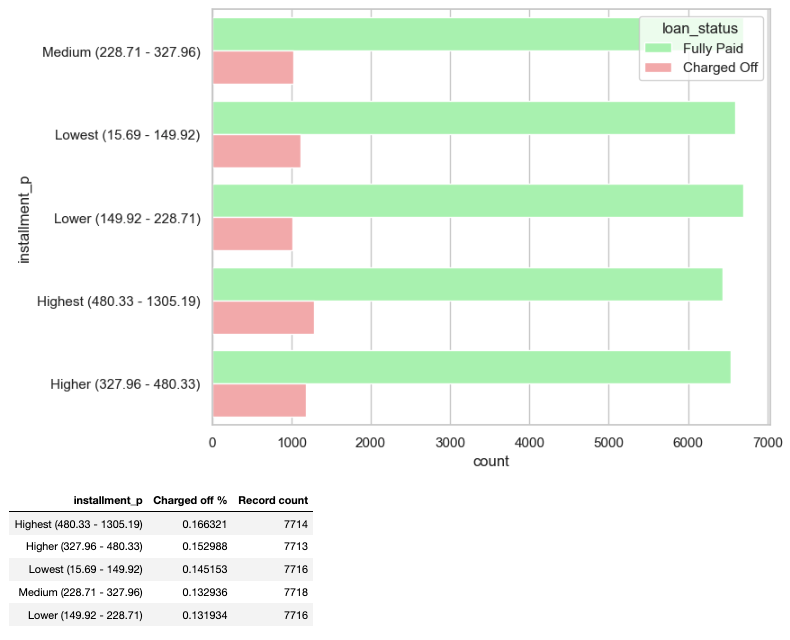 loan_status
Fully Paid
Charged Off
Medium (228.71 - 327.96)
Lowest (15.69 - 149.92)
Lower (149.92 - 228.71)
Highest (480.33 - 1305.19)
Higher (327.96 - 480.33)
installment_p
0 1000 2000 3000 4000 5000 6000 7000
count
installment_p Charged off % Record count
Highest (480.33 - 1305.19) 0.166321 7714
Higher (327.96 - 480.33) 0.152988 7713
Lowest (15.69 - 149.92) 0.145153 7716
Medium (228.71 - 327.96) 0.132936 7718
Lower (149.92 - 228.71) 0.131934 7716